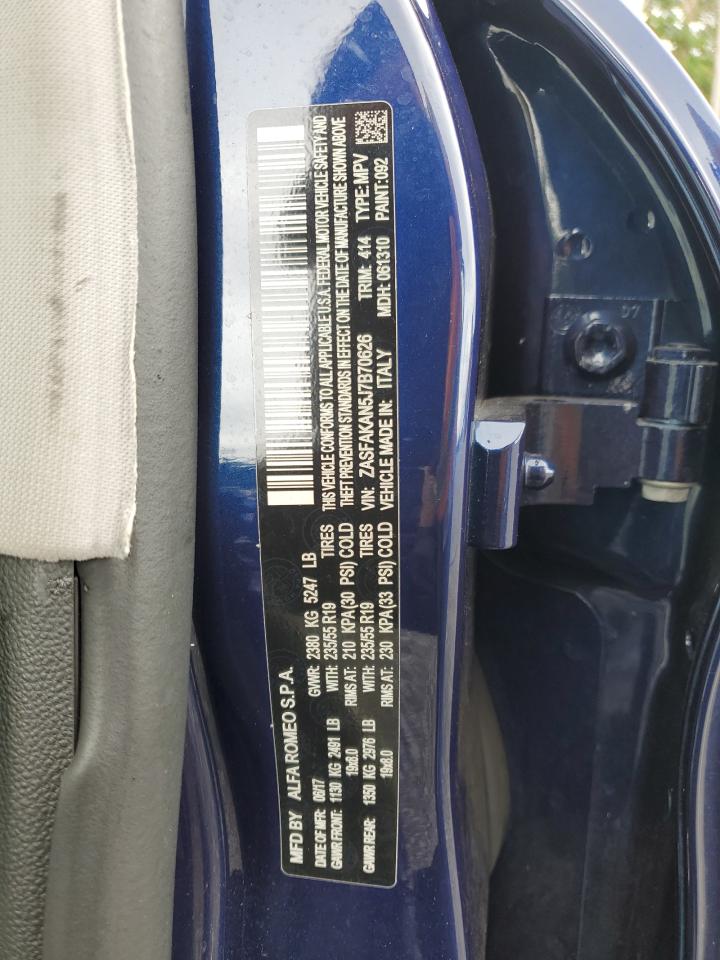 MFD BY ALFA ROMEO S.P.A.
DATE OF MFR: 06/17 GVWR: 2380 KG 5247 LB
GAWR FRONT: 1130 KG 2491 LB WITH: 235/55 R19 TIRES
19x8.0 RIMS AT: 210 KPA(30 PSI) COLD
GAWR REAR: 1350 KG 2976 LB WITH: 235/55 R19 TIRES
19x8.0 RIMS AT: 230 KPA(33 PSI) COLD
THIS VEHICLE CONFORMS TO ALL APPLICABLE U.S.A. FEDERAL MOTOR VEHICLE SAFETY AND
THEFT PREVENTION STANDARDS IN EFFECT ON THE DATE OF MANUFACTURE SHOWN ABOVE
VIN: ZASFAKAN5J7B70626 TRIM: 414 TYPE: MPV
VEHICLE MADE IN: ITALY MDH: 061310 PAINT: 092
D7